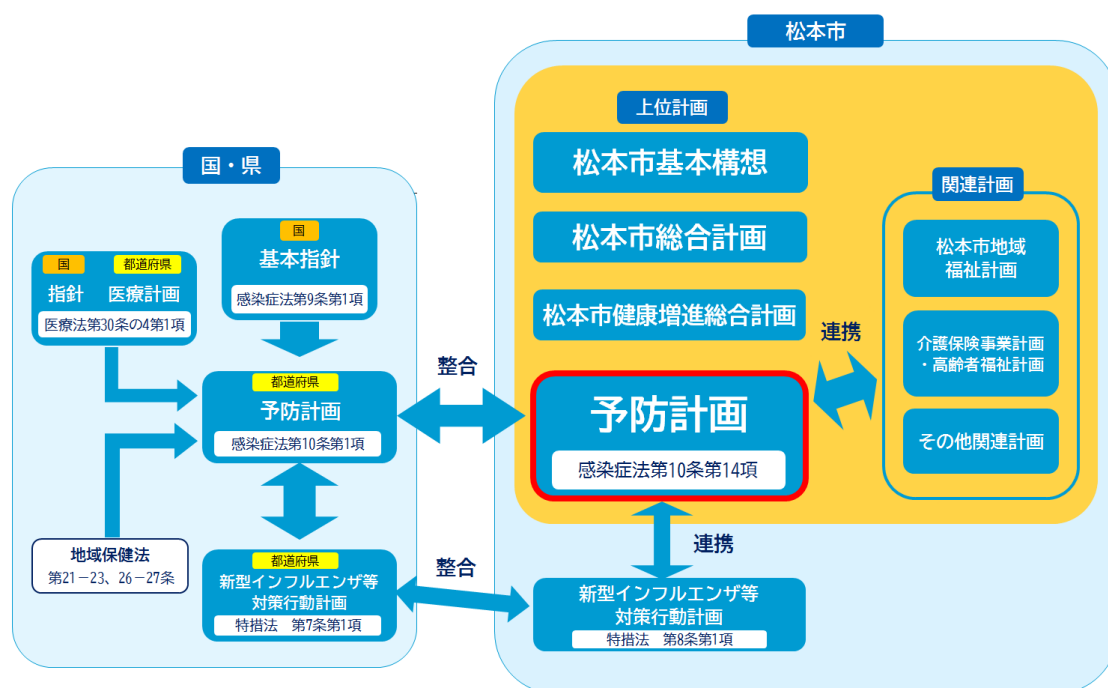 松本市
上位計画
松本市基本構想
松本市総合計画
松本市健康増進総合計画
予防計画
感染症法第10条第14項
連携
関連計画
松本市地域
福祉計画
介護保険事業計画
・高齢者福祉計画
その他関連計画
連携
新型インフルエンザ等
対策行動計画
特措法　第8条第1項
整合
整合
国・県
国
基本指針
感染症法第9条第1項
国
都道府県
指針　医療計画
医療法第30条の4第1項
都道府県
予防計画
感染症法第10条第1項
地域保健法
第21－23、26－27条
都道府県
新型インフルエンザ等
対策行動計画
特措法　第7条第1項